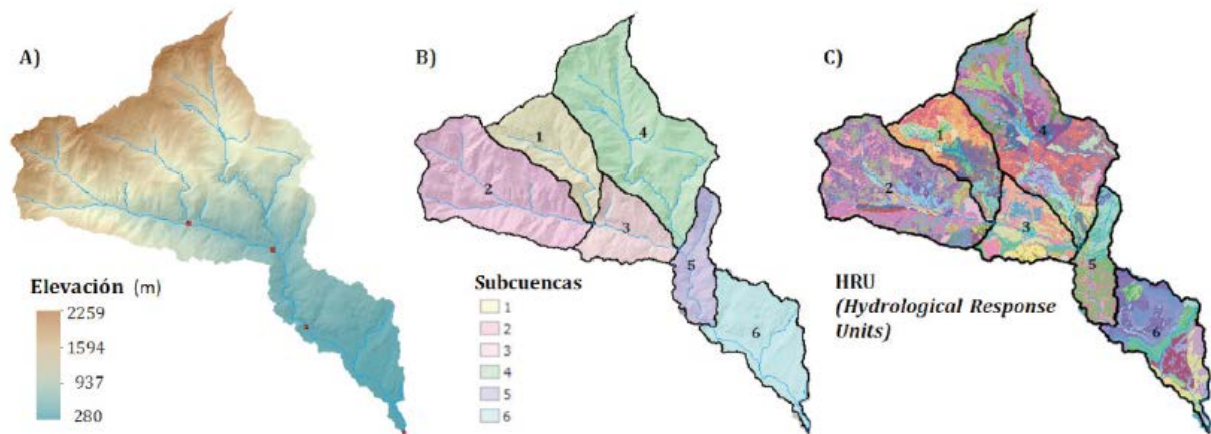 A)
Elevación (m)
2259
1594
937
280
B)
1
2
3
4
5
6
Subcuencas
1
2
3
4
5
6
C)
1
2
3
4
5
6
HRU
(Hydrological Response
Units)